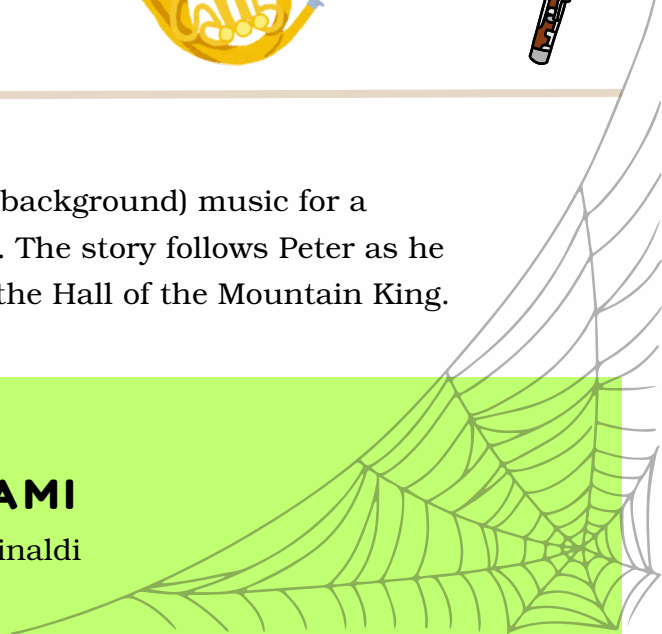 background) music for a
. The story follows Peter as he
the Hall of the Mountain King.
AMI
inaldi